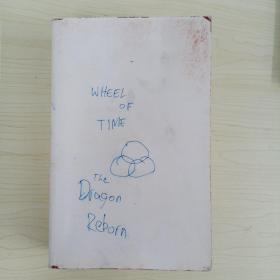 WHEEL
OF
TIME
The
Dragon
Reborn